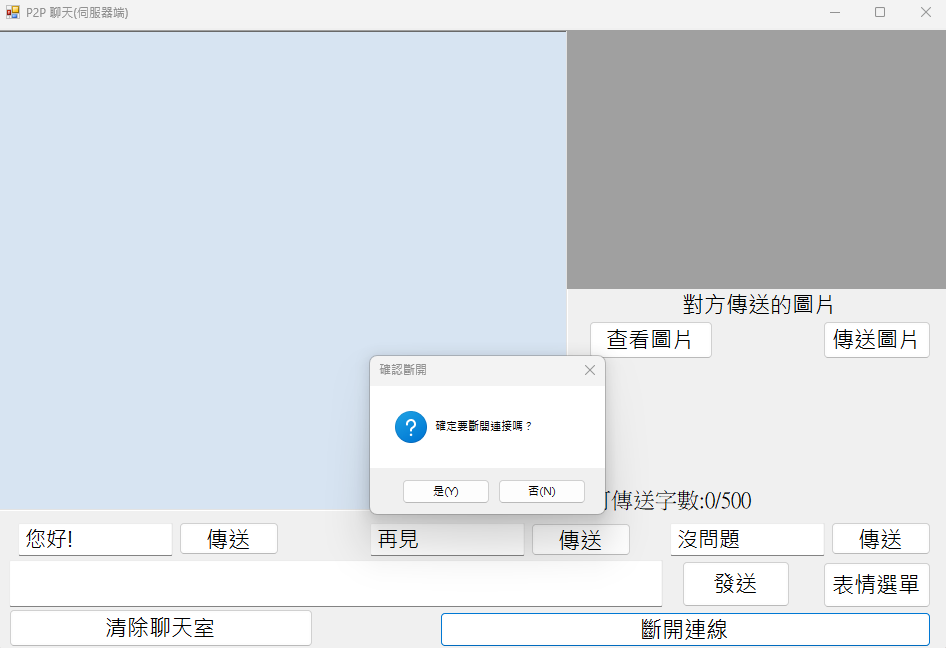 P2P 聊天(伺服器端)
對方傳送的圖片
查看圖片
傳送圖片
確認斷開
確定要斷開連接嗎？
是(Y)
否(N)
傳送字數:0/500
您好!
傳送
再見
傳送
沒問題
傳送
發送
表情選單
清除聊天室
斷開連線